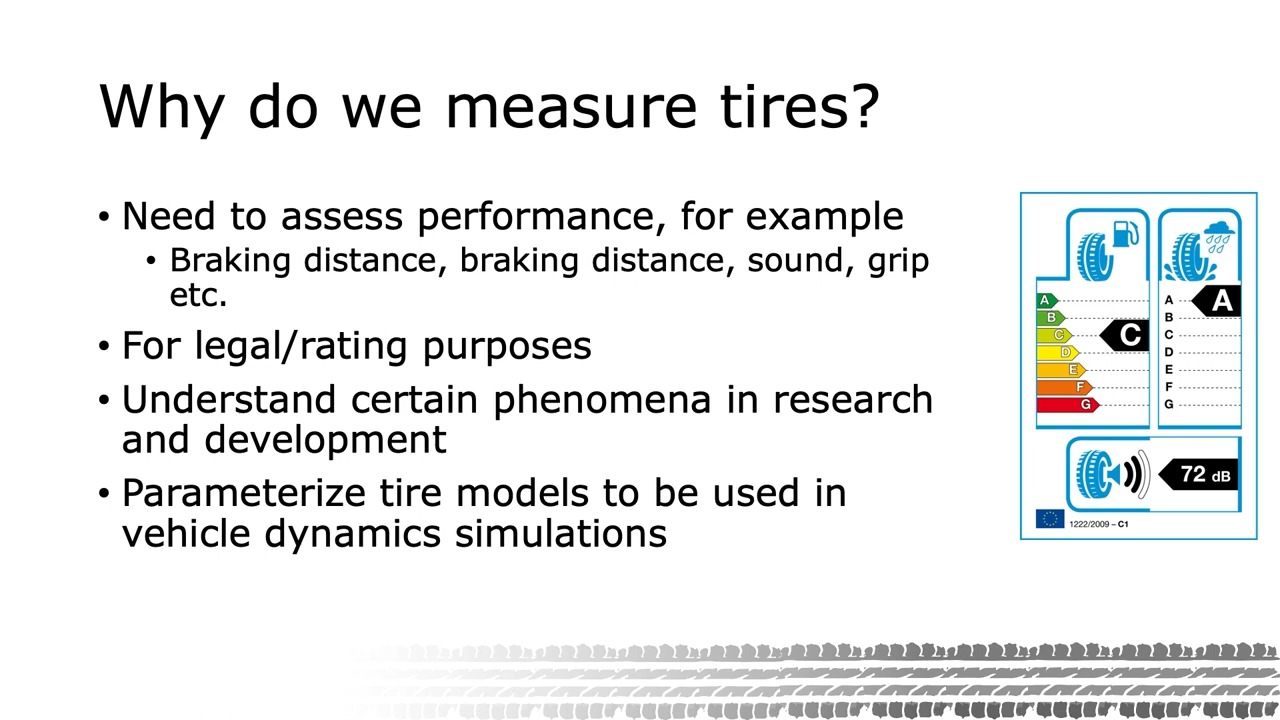 Why do we measure tires?
• Need to assess performance, for example
• Braking distance, braking distance, sound, grip
etc.
• For legal/rating purposes
• Understand certain phenomena in research
and development
• Parameterize tire models to be used in
vehicle dynamics simulations
A
B
C
D
E
F
G
C
A
B
C
D
E
F
G
A
72 dB
1222/2009 – C1